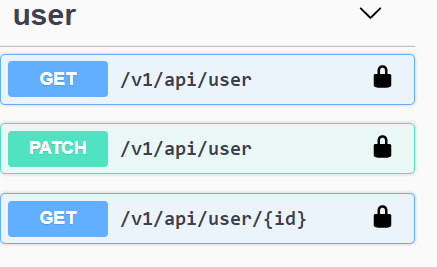 user
GET /v1/api/user
PATCH /v1/api/user
GET /v1/api/user/{id}